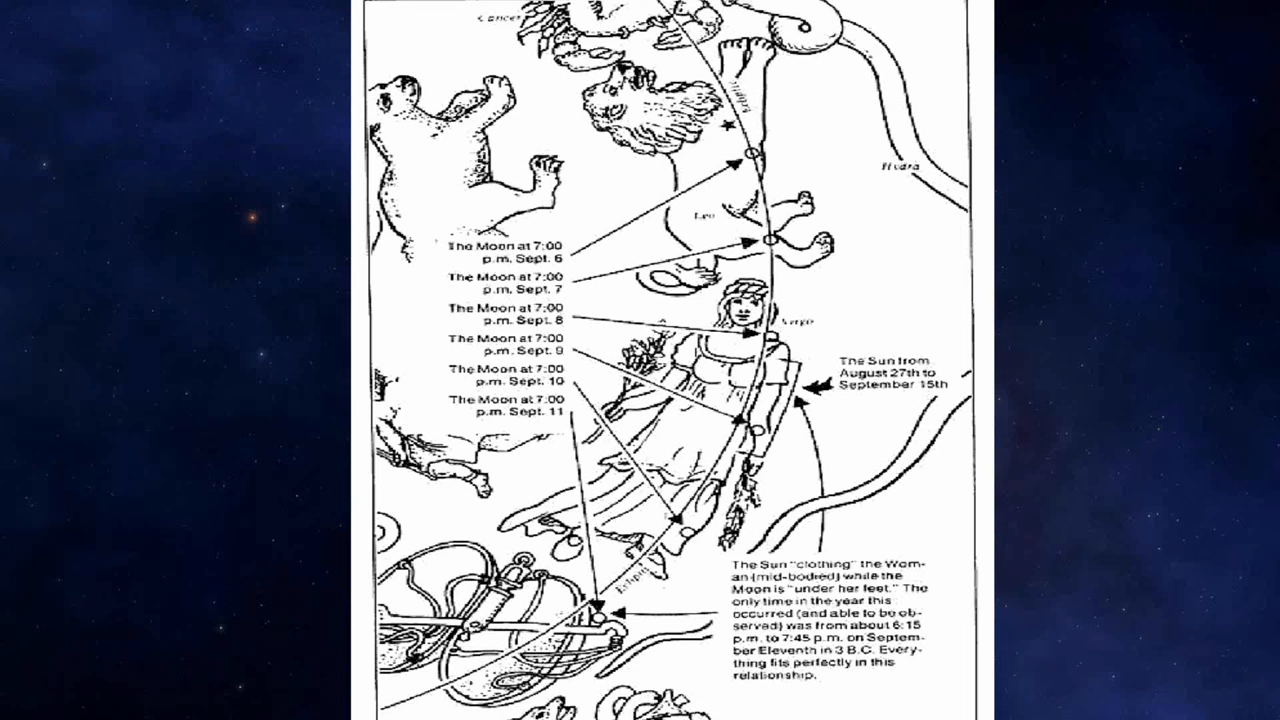 Cancer
Hydra
Leo
The Moon at 7:00
p.m. Sept. 6
The Moon at 7:00
p.m. Sept. 7
The Moon at 7:00
p.m. Sept. 8
Virgo
The Moon at 7:00
p.m. Sept. 9
The Moon at 7:00
p.m. Sept. 10
The Moon at 7:00
p.m. Sept. 11
The Sun from
August 27th to
September 15th
Ecliptic
The Sun "clothing" the Wom-
an (mid-bodied) while the
Moon is "under her feet." The
only time in the year this
occurred (and able to be ob-
served) was from about 6:15
p.m. to 7:45 p.m. on Septem-
ber Eleventh in 3 B.C. Every-
thing fits perfectly in this
relationship.